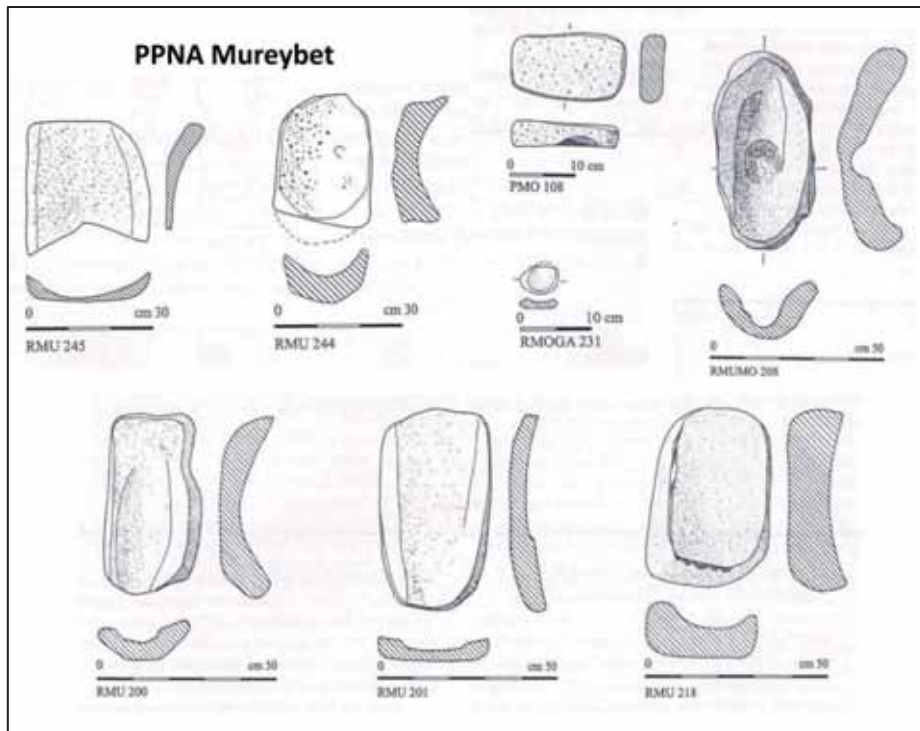 PPNA Mureybet
0 cm 30
RMU 245
0 cm 30
RMU 244
0 10 cm
PMO 108
0 10 cm
RMOGA 231
0 cm 50
RMUMO 208
0 cm 50
RMU 200
0 cm 50
RMU 201
0 cm 50
RMU 218